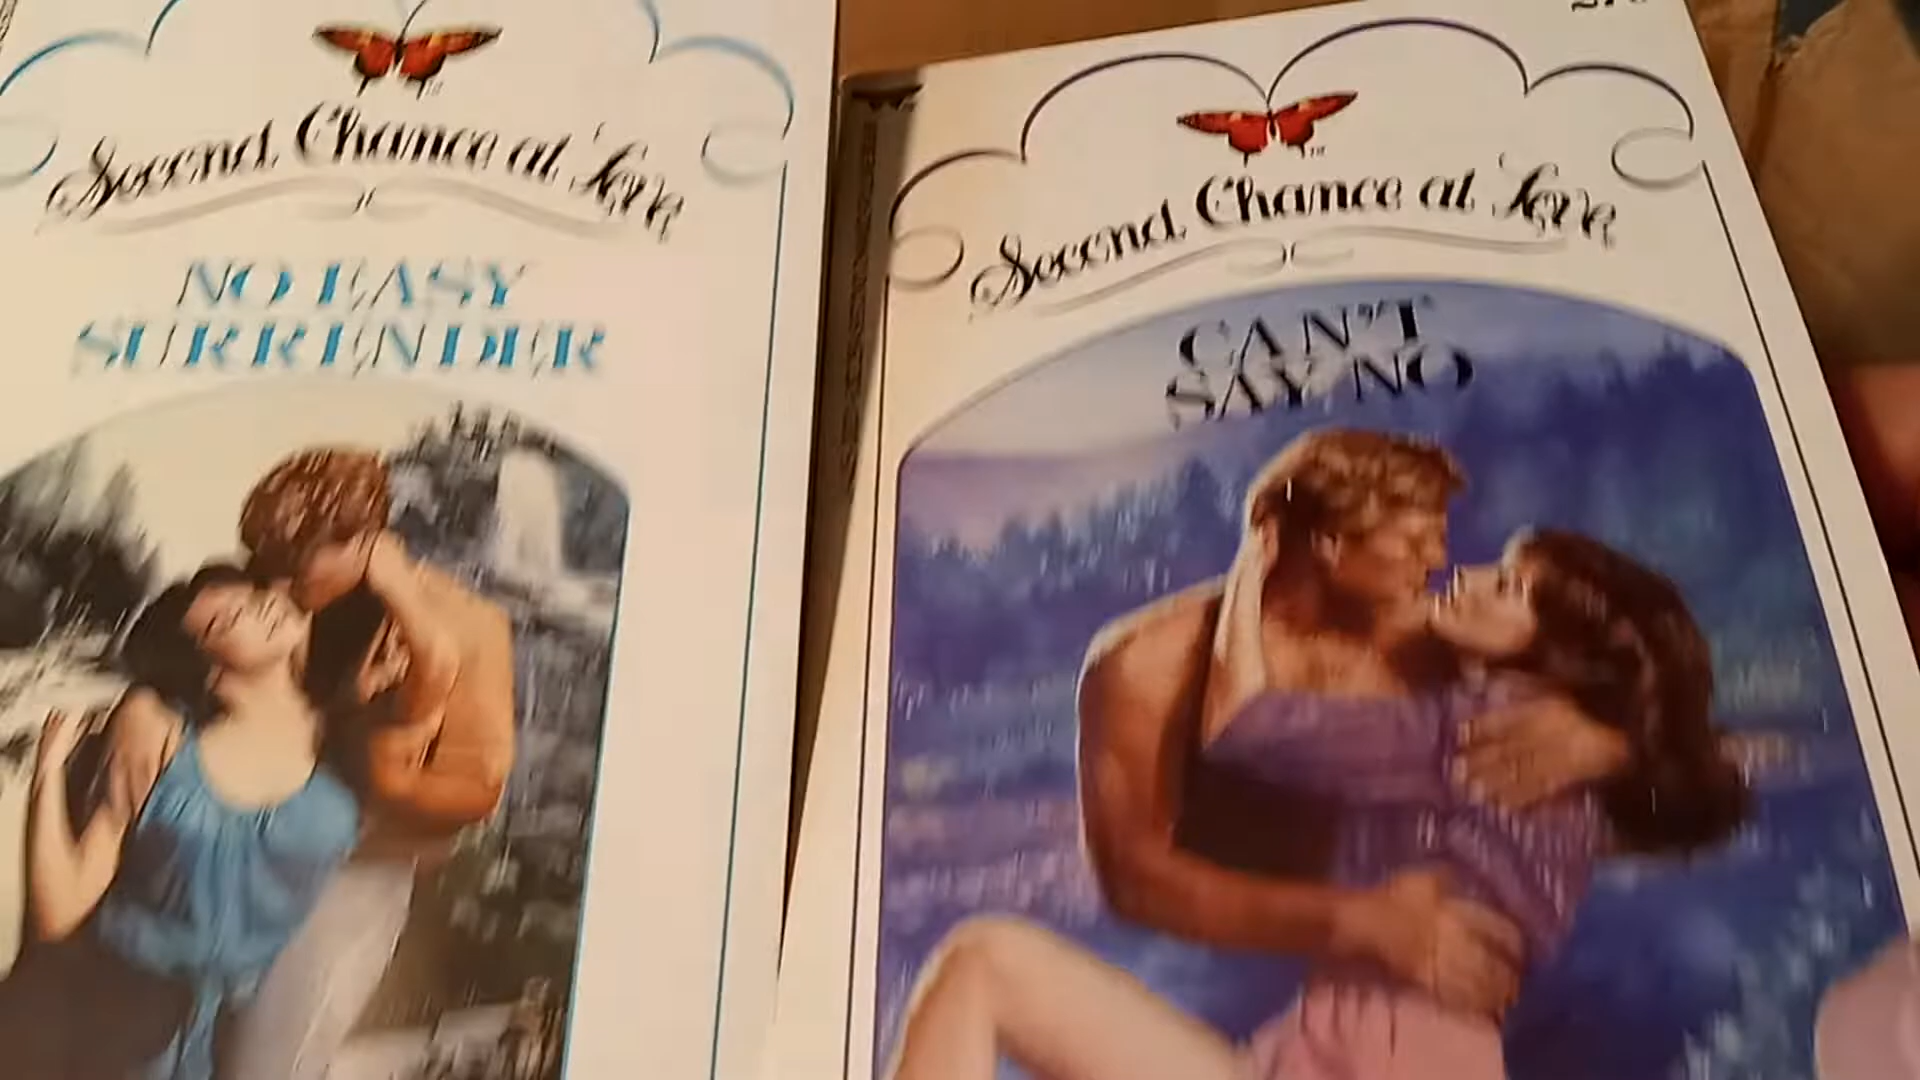 Second Chance at Love
NO EASY
SURRENDER
Second Chance at Love
CAN'T
SAY NO